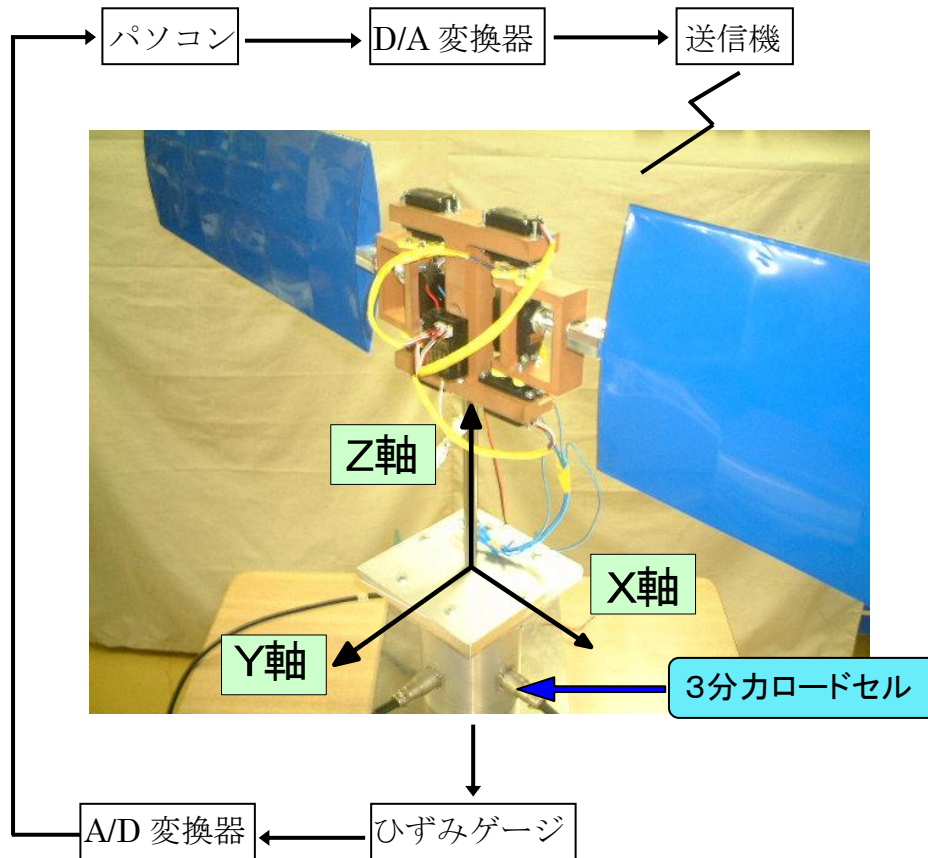 パソコン
D/A 変換器
送信機
Z軸
X軸
Y軸
3分力ロードセル
A/D 変換器
ひずみゲージ